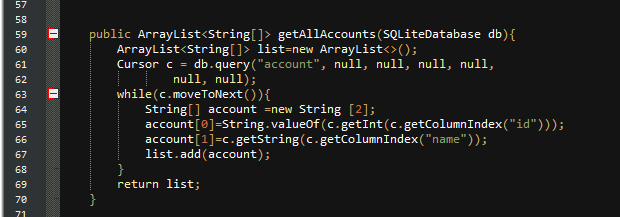 57
58
59 public ArrayList<String[]> getAllAccounts(SQLiteDatabase db){
60 ArrayList<String[]> list=new ArrayList<>();
61 Cursor c = db.query("account", null, null, null, null,
62 null, null);
63 while(c.moveToNext()){
64 String[] account =new String [2];
65 account[0]=String.valueOf(c.getInt(c.getColumnIndex("id")));
66 account[1]=c.getString(c.getColumnIndex("name"));
67 list.add(account);
68 }
69 return list;
70 }
71